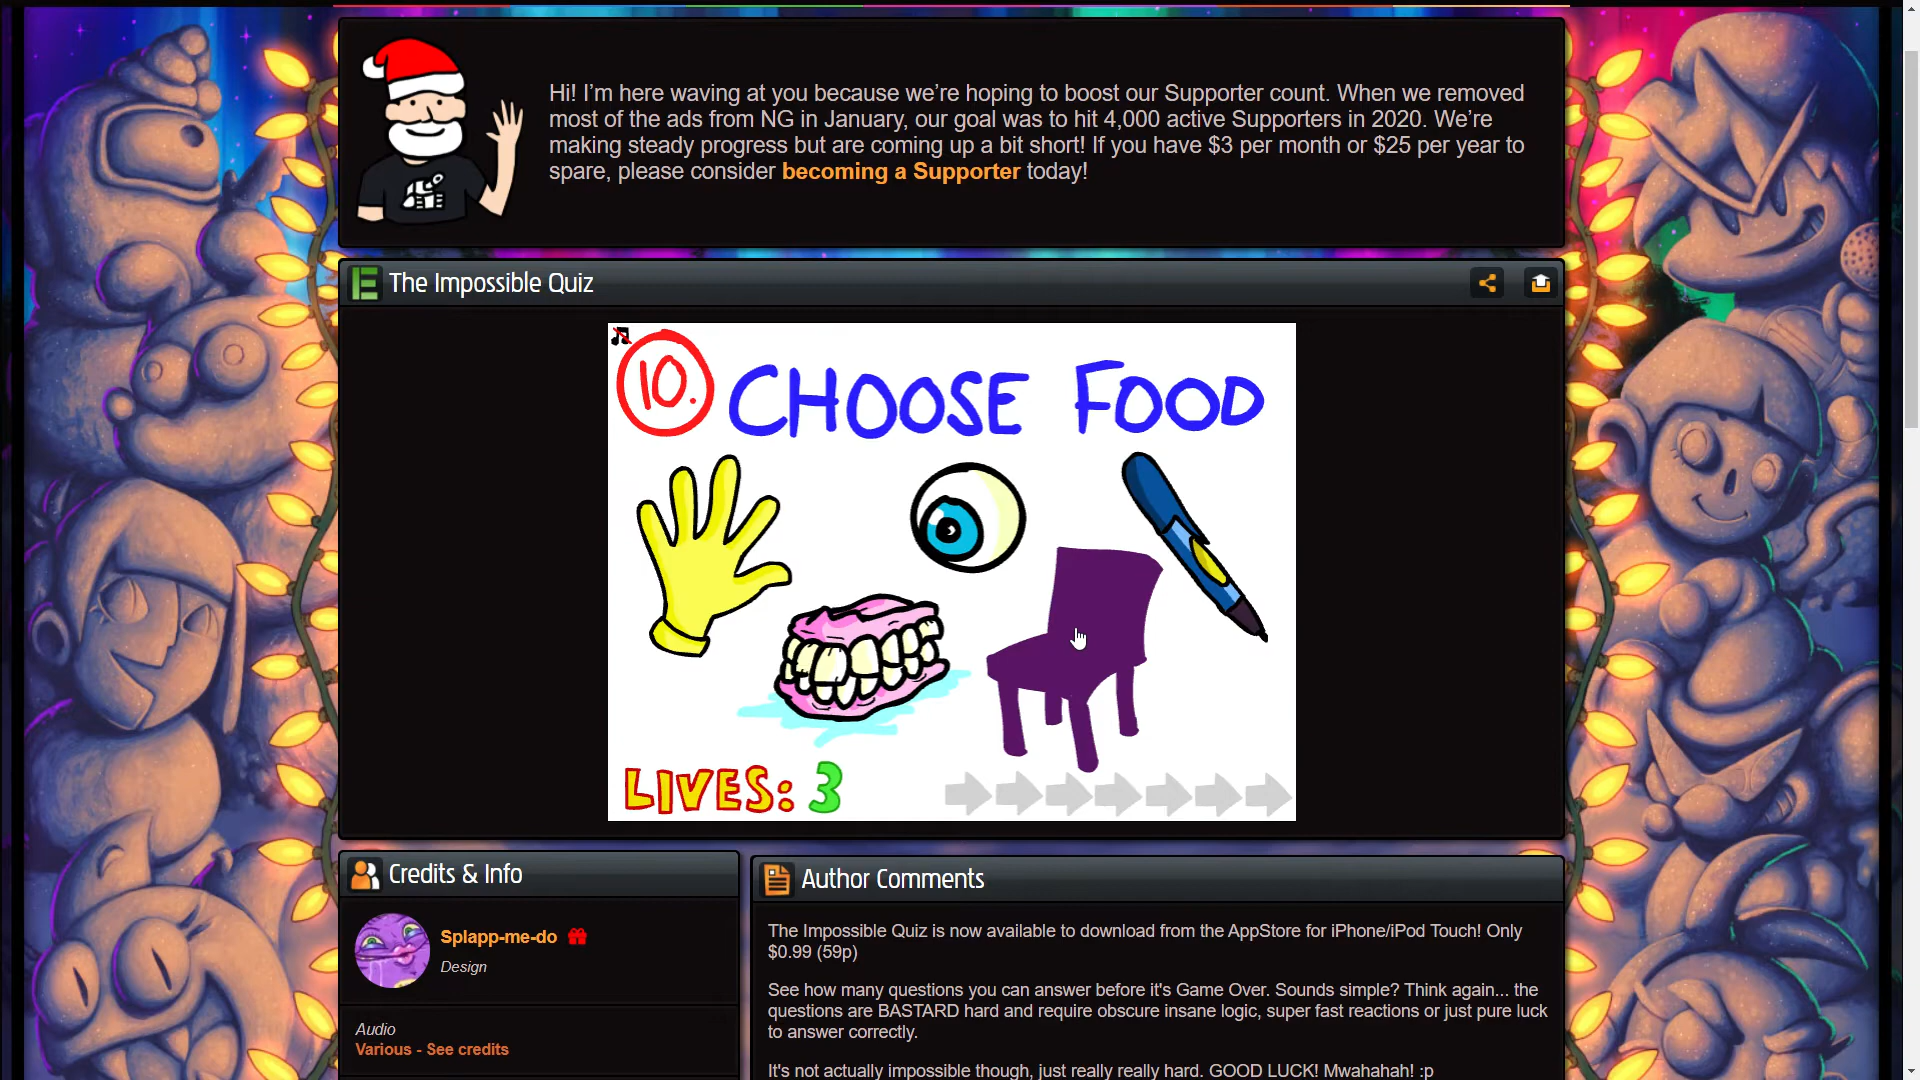 Hi! I'm here waving at you because we're hoping to boost our Supporter count. When we removed
most of the ads from NG in January, our goal was to hit 4,000 active Supporters in 2020. We're
making steady progress but are coming up a bit short! If you have $3 per month or $25 per year to
spare, please consider becoming a Supporter today!
The Impossible Quiz
10. CHOOSE FOOD
LIVES: 3
Credits & Info
Splapp-me-do
Design
Audio
Various - See credits
Author Comments
The Impossible Quiz is now available to download from the AppStore for iPhone/iPod Touch! Only
$0.99 (59p)
See how many questions you can answer before it's Game Over. Sounds simple? Think again... the
questions are BASTARD hard and require obscure insane logic, super fast reactions or just pure luck
to answer correctly.
It's not actually impossible though, just really really hard. GOOD LUCK! Mwahahah! :p